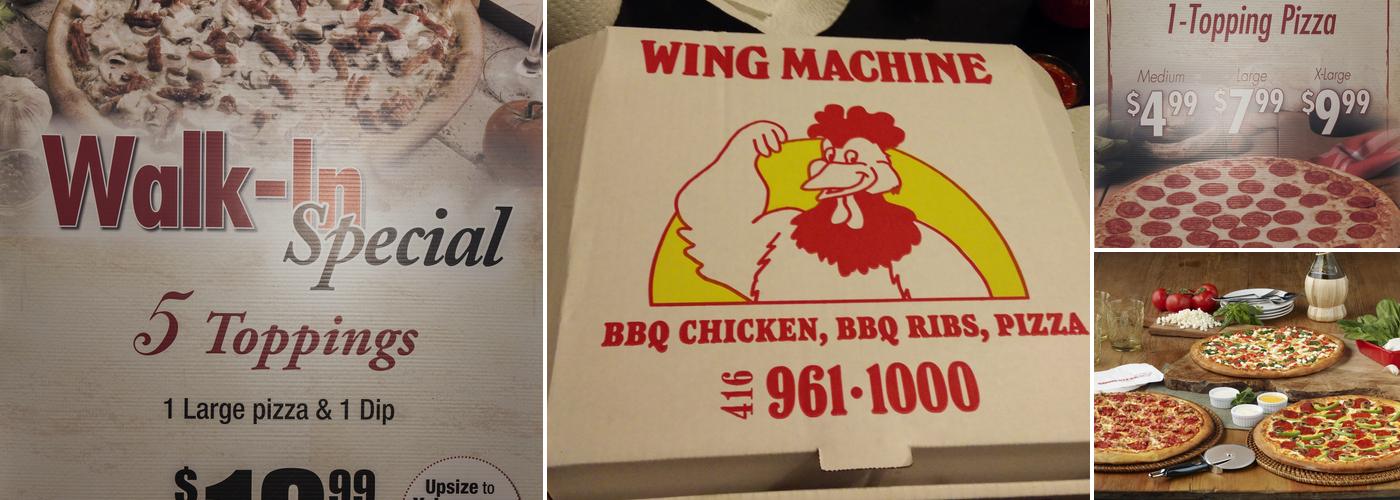 Walk-In
Special
5 Toppings
1 Large pizza & 1 Dip
Upsize to
WING MACHINE
BBQ CHICKEN, BBQ RIBS, PIZZA
416 961·1000
1-Topping Pizza
Medium Large X-Large
$4.99 $7.99 $9.99